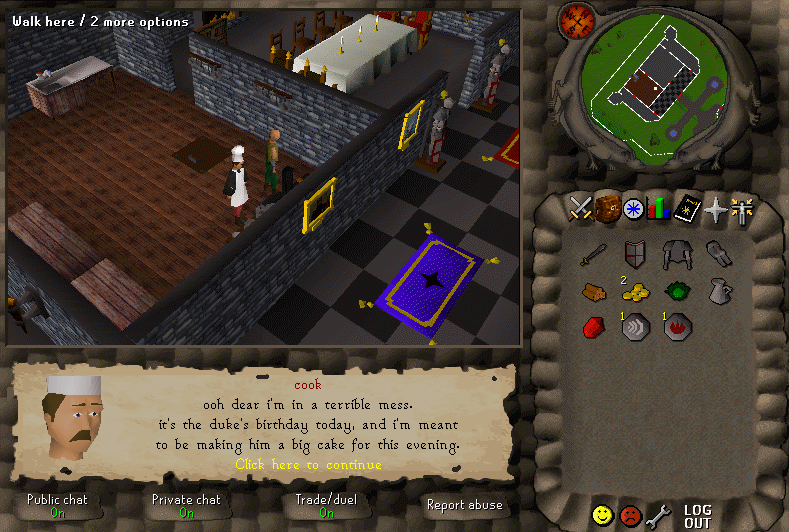 Walk here / 2 more options
2
1
1
cook
ooh dear i'm in a terrible mess.
it's the duke's birthday today, and i'm meant
to be making him a big cake for this evening.
Click here to continue
Public chat
On
Private chat
On
Trade/duel
On
Report abuse
LOG
OUT